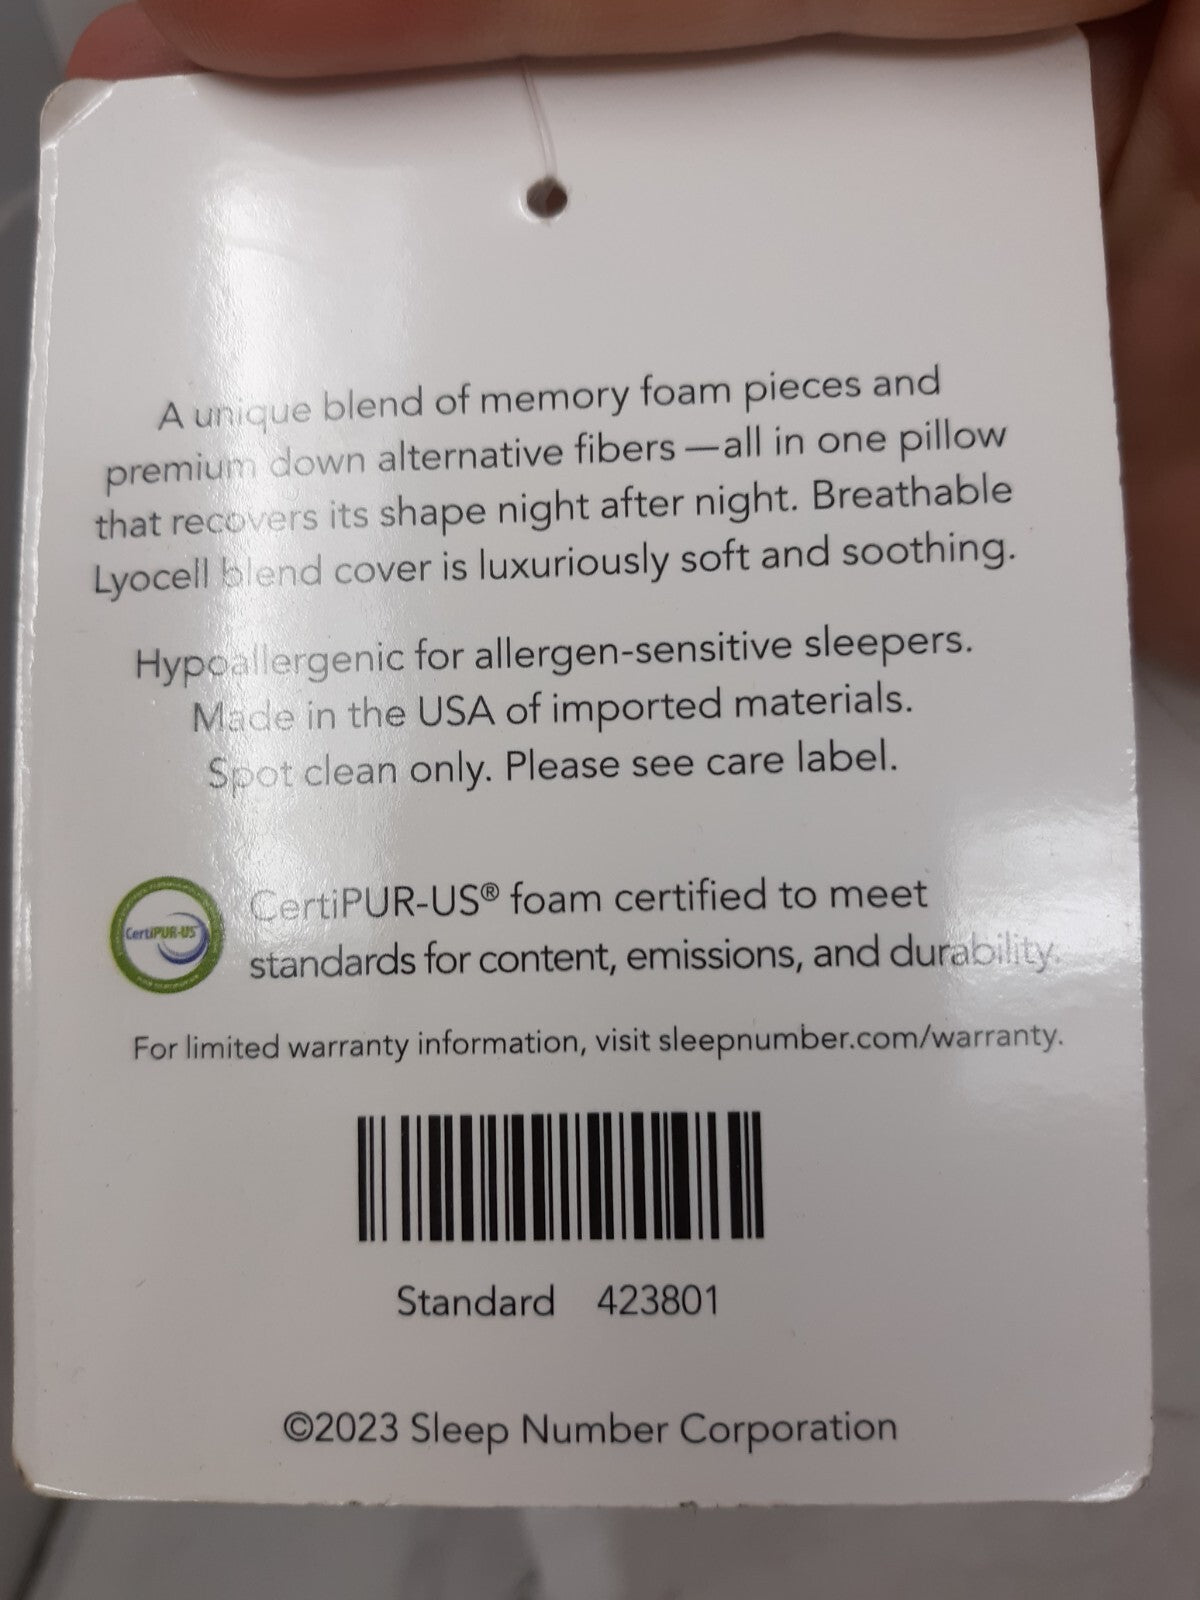 A unique blend of memory foam pieces and
premium down alternative fibers—all in one pillow
that recovers its shape night after night. Breathable
Lyocell blend cover is luxuriously soft and soothing.
Hypoallergenic for allergen-sensitive sleepers.
Made in the USA of imported materials.
Spot clean only. Please see care label.
CertiPUR-US
CertiPUR-US® foam certified to meet
standards for content, emissions, and durability.
For limited warranty information, visit sleepnumber.com/warranty.
Standard 423801
©2023 Sleep Number Corporation